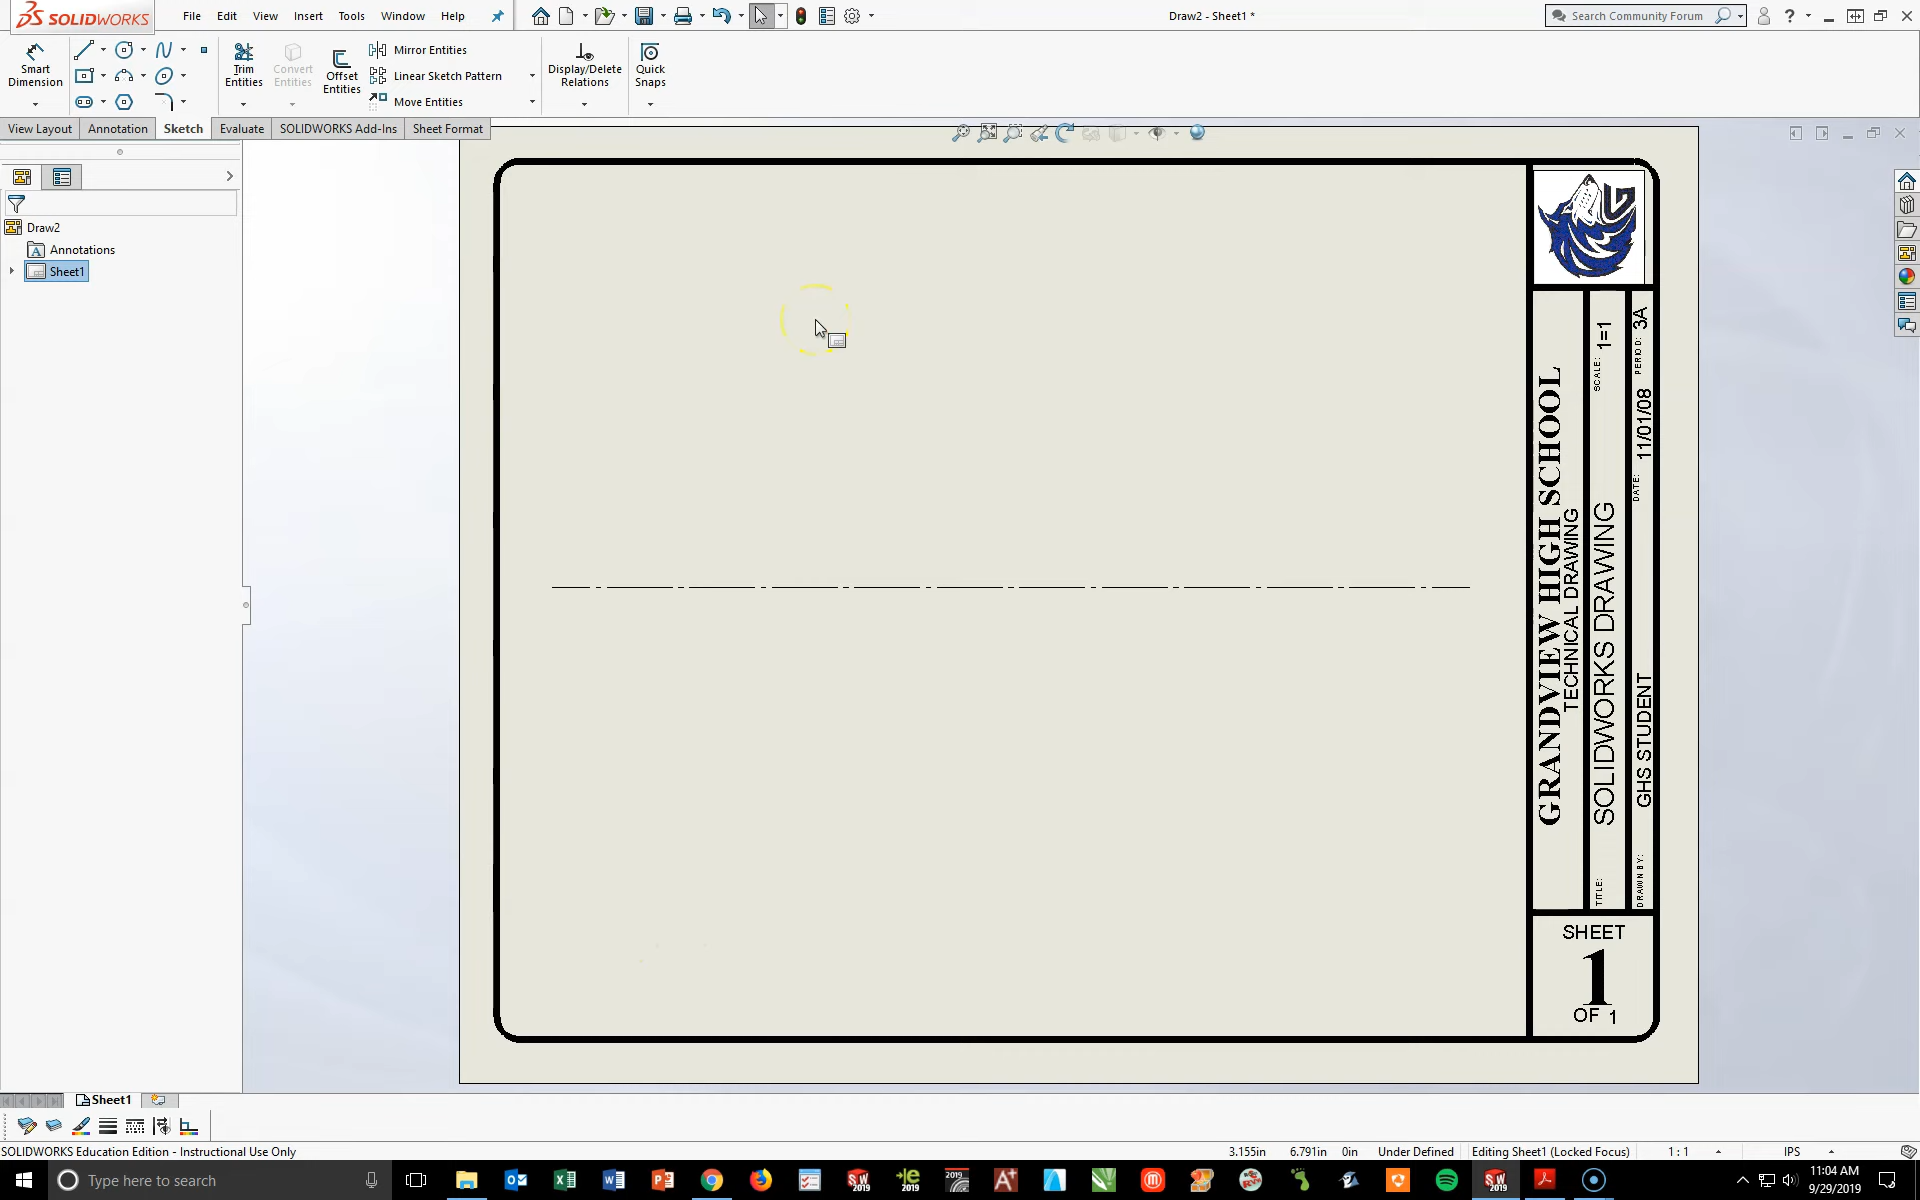 SOLIDWORKS
File Edit View Insert Tools Window Help
Draw2 - Sheet1 *
Search Community Forum
?
Smart Dimension
Trim Entities
Convert Entities
Offset Entities
Mirror Entities
Linear Sketch Pattern
Move Entities
Display/Delete Relations
Quick Snaps
View Layout Annotation Sketch Evaluate SOLIDWORKS Add-Ins Sheet Format
Draw2
A Annotations
Sheet1
GRANDVIEW HIGH SCHOOL
TECHNICAL DRAWING
TITLE: SOLIDWORKS DRAWING SCALE: 1=1
DRAWN BY: GHS STUDENT DATE: 11/01/08 PERIOD: 3A
SHEET
1
OF 1
Sheet1
SOLIDWORKS Education Edition - Instructional Use Only
3.155in 6.791in 0in Under Defined Editing Sheet1 (Locked Focus) 1 : 1 IPS
Type here to search
11:04 AM
9/29/2019